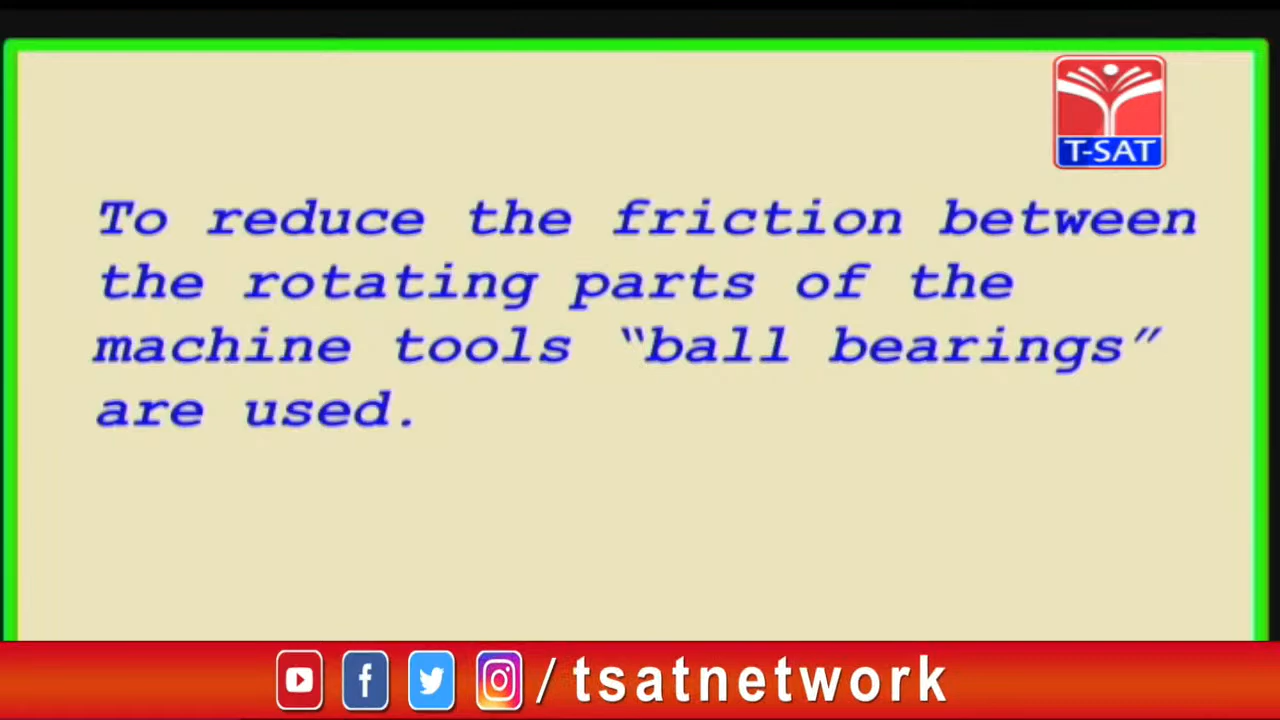 T-SAT
To reduce the friction between
the rotating parts of the
machine tools “ball bearings”
are used.
/tsatnetwork